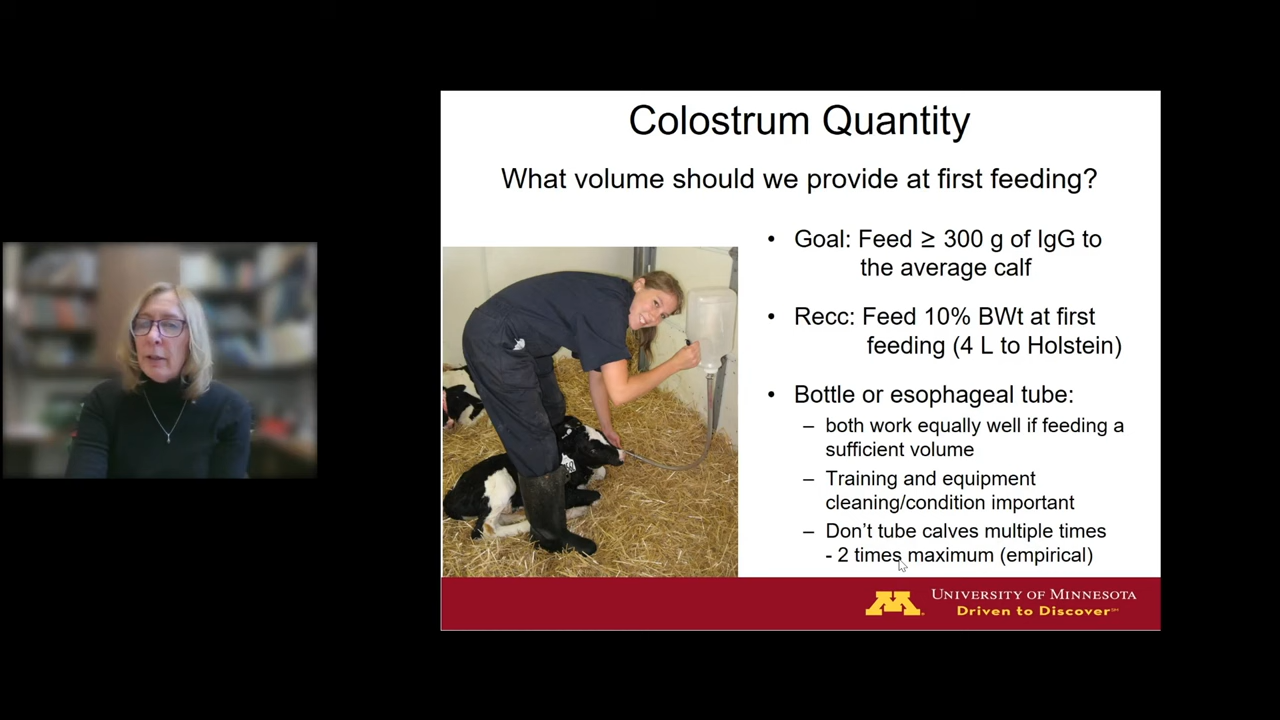 Colostrum Quantity
What volume should we provide at first feeding?
• Goal: Feed ≥ 300 g of IgG to
the average calf
• Recc: Feed 10% BWt at first
feeding (4 L to Holstein)
• Bottle or esophageal tube:
– both work equally well if feeding a
sufficient volume
– Training and equipment
cleaning/condition important
– Don't tube calves multiple times
- 2 times maximum (empirical)
UNIVERSITY OF MINNESOTA
Driven to Discover℠